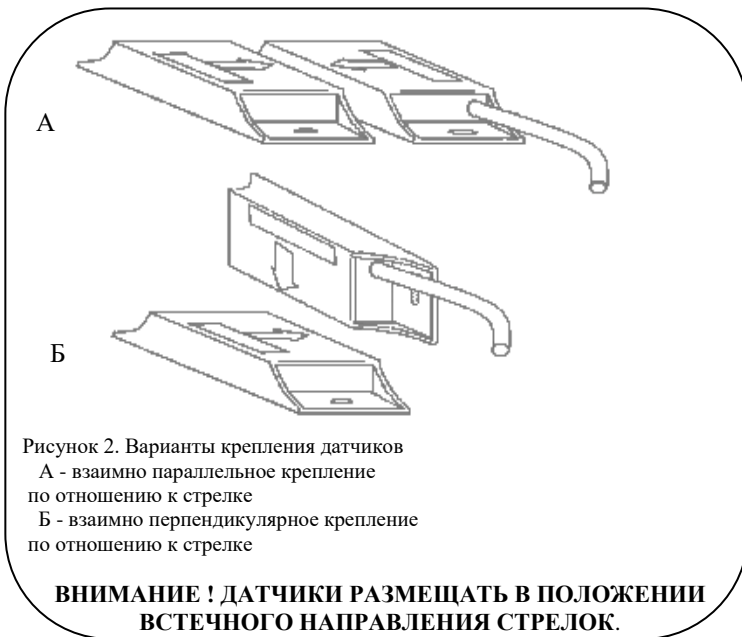 А
Б
Рисунок 2. Варианты крепления датчиков
А - взаимно параллельное крепление
по отношению к стрелке
Б - взаимно перпендикулярное крепление
по отношению к стрелке
ВНИМАНИЕ ! ДАТЧИКИ РАЗМЕЩАТЬ В ПОЛОЖЕНИИ
ВСТЕЧНОГО НАПРАВЛЕНИЯ СТРЕЛОК.